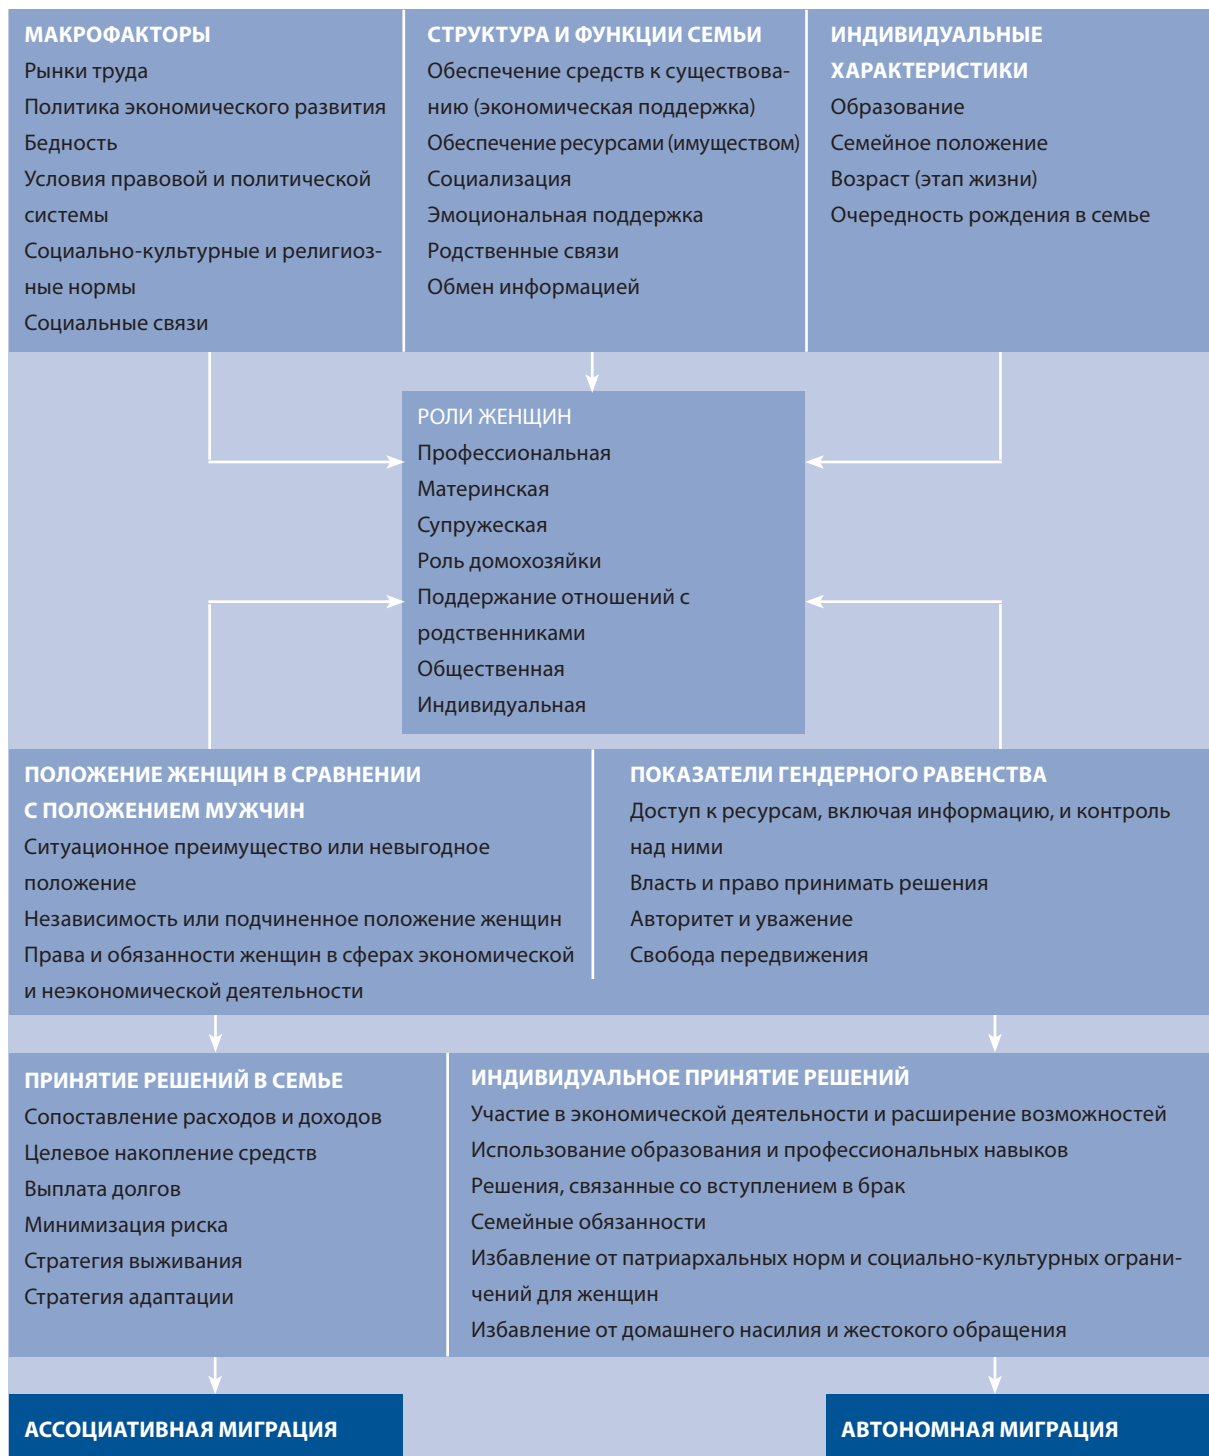 МАКРОФАКТОРЫ
Рынки труда
Политика экономического развития
Бедность
Условия правовой и политической
системы
Социально-культурные и религиоз-
ные нормы
Социальные связи
СТРУКТУРА И ФУНКЦИИ СЕМЬИ
Обеспечение средств к существова-
нию (экономическая поддержка)
Обеспечение ресурсами (имуществом)
Социализация
Эмоциональная поддержка
Родственные связи
Обмен информацией
ИНДИВИДУАЛЬНЫЕ
ХАРАКТЕРИСТИКИ
Образование
Семейное положение
Возраст (этап жизни)
Очередность рождения в семье
РОЛИ ЖЕНЩИН
Профессиональная
Материнская
Супружеская
Роль домохозяйки
Поддержание отношений с
родственниками
Общественная
Индивидуальная
ПОЛОЖЕНИЕ ЖЕНЩИН В СРАВНЕНИИ
С ПОЛОЖЕНИЕМ МУЖЧИН
Ситуационное преимущество или невыгодное
положение
Независимость или подчиненное положение женщин
Права и обязанности женщин в сферах экономической
и неэкономической деятельности
ПОКАЗАТЕЛИ ГЕНДЕРНОГО РАВЕНСТВА
Доступ к ресурсам, включая информацию, и контроль
над ними
Власть и право принимать решения
Авторитет и уважение
Свобода передвижения
ПРИНЯТИЕ РЕШЕНИЙ В СЕМЬЕ
Сопоставление расходов и доходов
Целевое накопление средств
Выплата долгов
Минимизация риска
Стратегия выживания
Стратегия адаптации
ИНДИВИДУАЛЬНОЕ ПРИНЯТИЕ РЕШЕНИЙ
Участие в экономической деятельности и расширение возможностей
Использование образования и профессиональных навыков
Решения, связанные со вступлением в брак
Семейные обязанности
Избавление от патриархальных норм и социально-культурных ограни-
чений для женщин
Избавление от домашнего насилия и жестокого обращения
АССОЦИАТИВНАЯ МИГРАЦИЯ
АВТОНОМНАЯ МИГРАЦИЯ